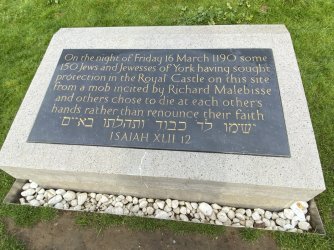 On the night of Friday 16 March 1190 some
150 Jews and Jewesses of York having sought
protection in the Royal Castle on this site
from a mob incited by Richard Malebisse
and others chose to die at each other's
hands rather than renounce their faith
ישימו לה׳ כבוד ותהלתו באיים
ISAIAH XLII 12